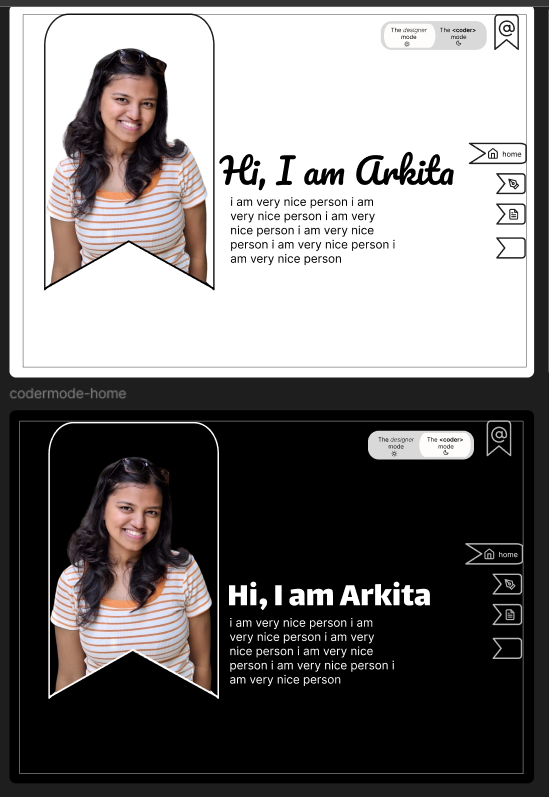 The designer mode
The <coder> mode
@
home
Hi, I am Arkita
i am very nice person i am
very nice person i am very
nice person i am very nice
person i am very nice person i
am very nice person
codermode-home
The designer mode
The <coder> mode
@
home
Hi, I am Arkita
i am very nice person i am
very nice person i am very
nice person i am very nice
person i am very nice person i
am very nice person